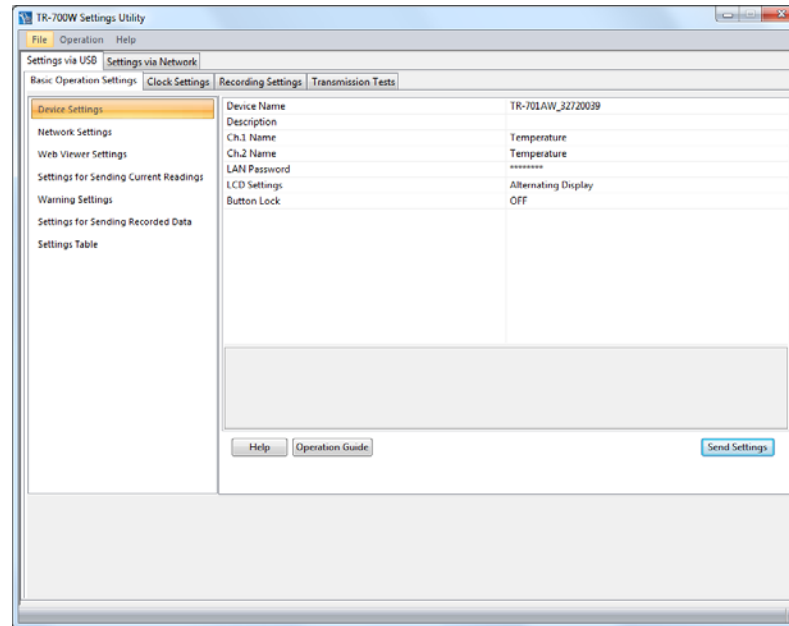 TR-700W Settings Utility
File Operation Help
Settings via USB Settings via Network
Basic Operation Settings Clock Settings Recording Settings Transmission Tests
Device Settings
Network Settings
Web Viewer Settings
Settings for Sending Current Readings
Warning Settings
Settings for Sending Recorded Data
Settings Table
Device Name TR-701AW_32720039
Description
Ch.1 Name Temperature
Ch.2 Name Temperature
LAN Password ********
LCD Settings Alternating Display
Button Lock OFF
Help Operation Guide Send Settings